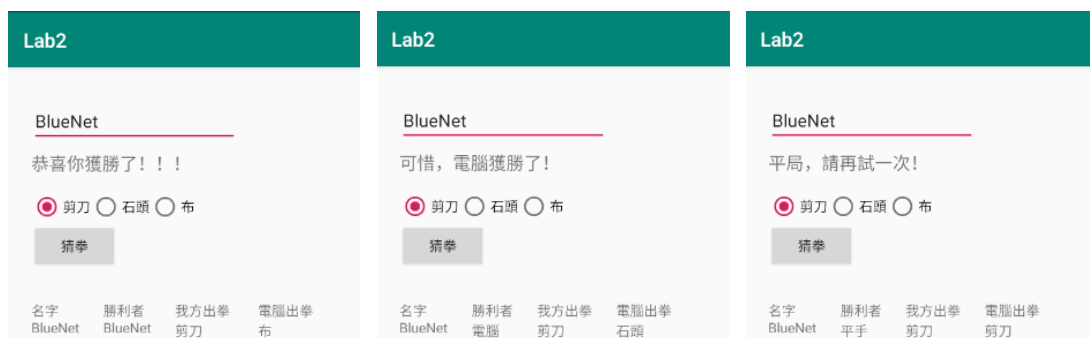 Lab2
BlueNet
恭喜你獲勝了！！！
剪刀 石頭 布
猜拳
名字 勝利者 我方出拳 電腦出拳
BlueNet BlueNet 剪刀 布
Lab2
BlueNet
可惜，電腦獲勝了！
剪刀 石頭 布
猜拳
名字 勝利者 我方出拳 電腦出拳
BlueNet 電腦 剪刀 石頭
Lab2
BlueNet
平局，請再試一次！
剪刀 石頭 布
猜拳
名字 勝利者 我方出拳 電腦出拳
BlueNet 平手 剪刀 剪刀